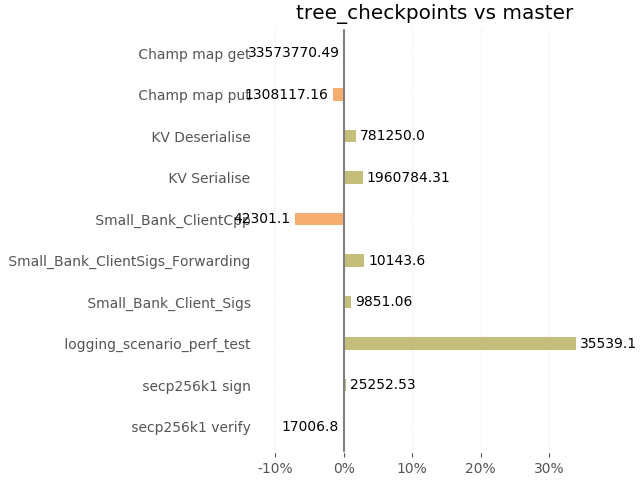 tree_checkpoints vs master
Champ map get 33573770.49
Champ map put 1308117.16
KV Deserialise 781250.0
KV Serialise 1960784.31
Small_Bank_ClientCpp 42301.1
Small_Bank_ClientSigs_Forwarding 10143.6
Small_Bank_Client_Sigs 9851.06
logging_scenario_perf_test 35539.1
secp256k1 sign 25252.53
secp256k1 verify 17006.8
-10% 0% 10% 20% 30%